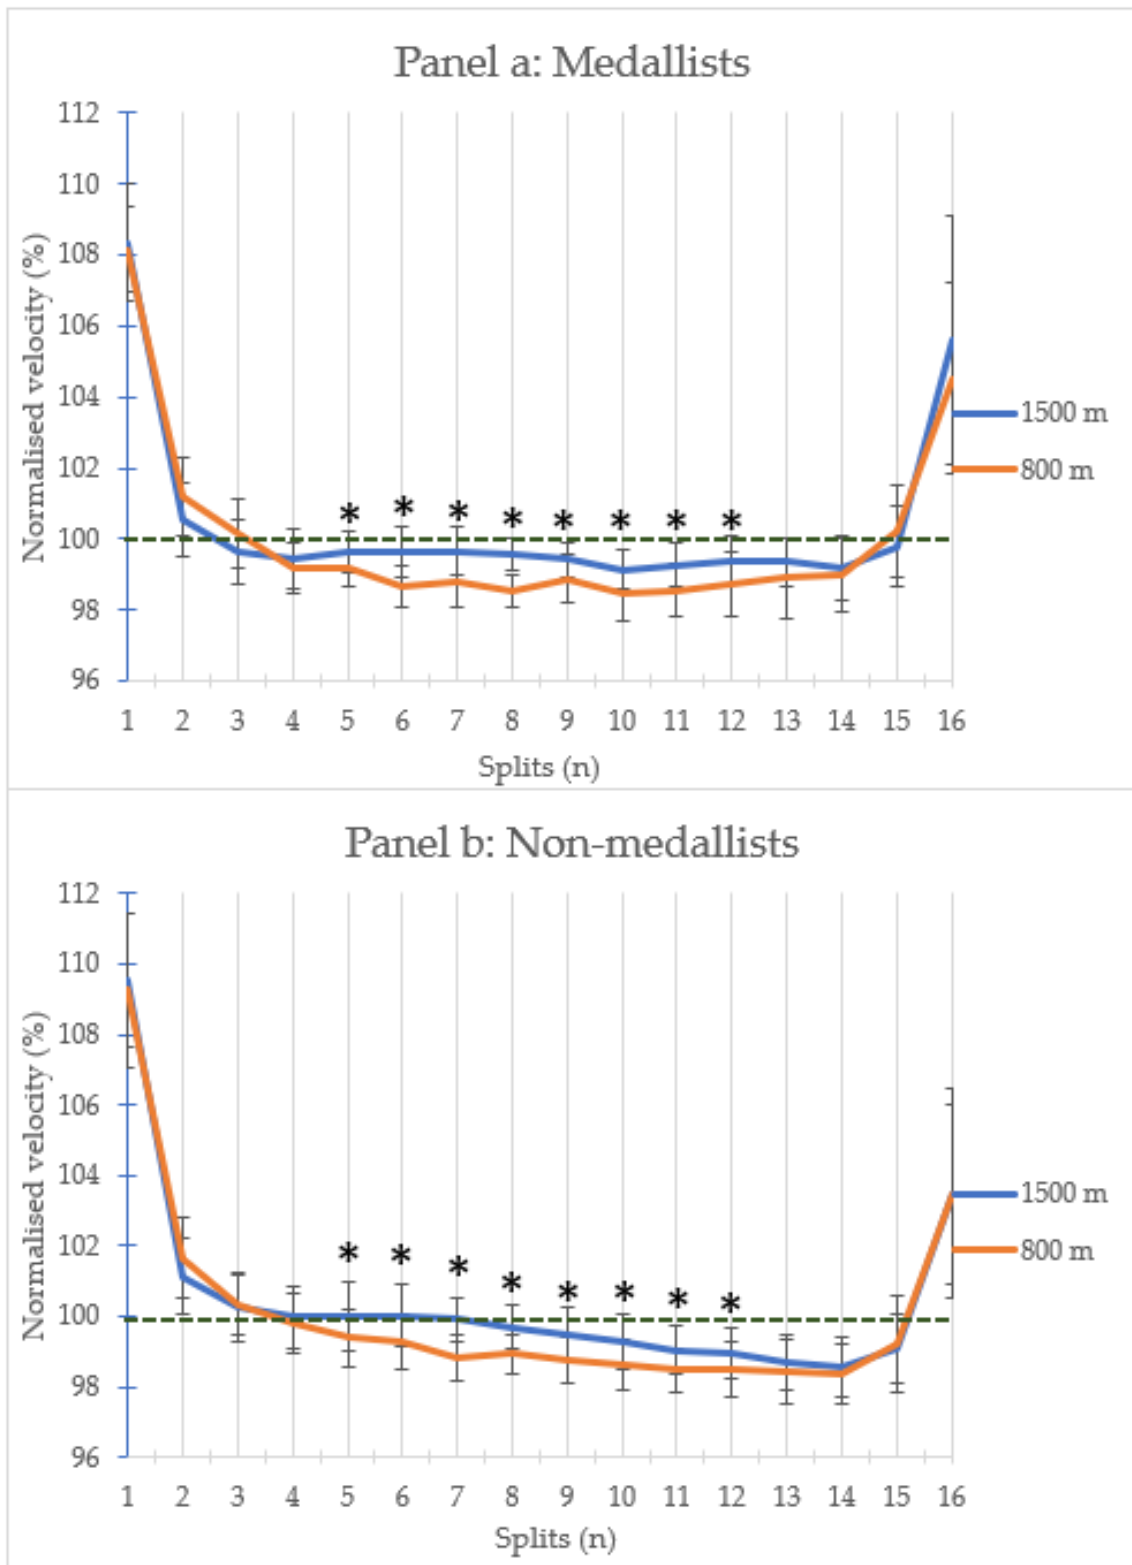 Panel a: Medallists
Normalised velocity (%)
112
110
108
106
104
102
100
98
96
* * * * * * * *
1 2 3 4 5 6 7 8 9 10 11 12 13 14 15 16
Splits (n)
1500 m
800 m
Panel b: Non-medallists
Normalised velocity (%)
112
110
108
106
104
102
100
98
96
* * * * * * * *
1 2 3 4 5 6 7 8 9 10 11 12 13 14 15 16
Splits (n)
1500 m
800 m